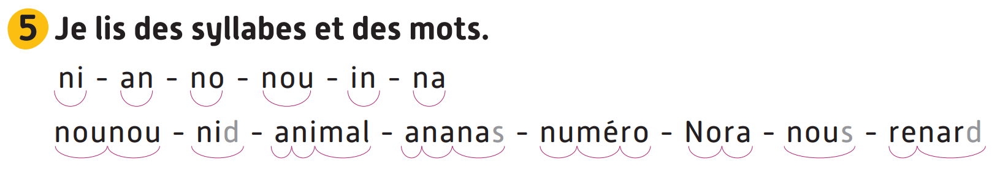 5 Je lis des syllabes et des mots.
ni - an - no - nou - in - na
nounou - nid - animal - ananas - numéro - Nora - nous - renard